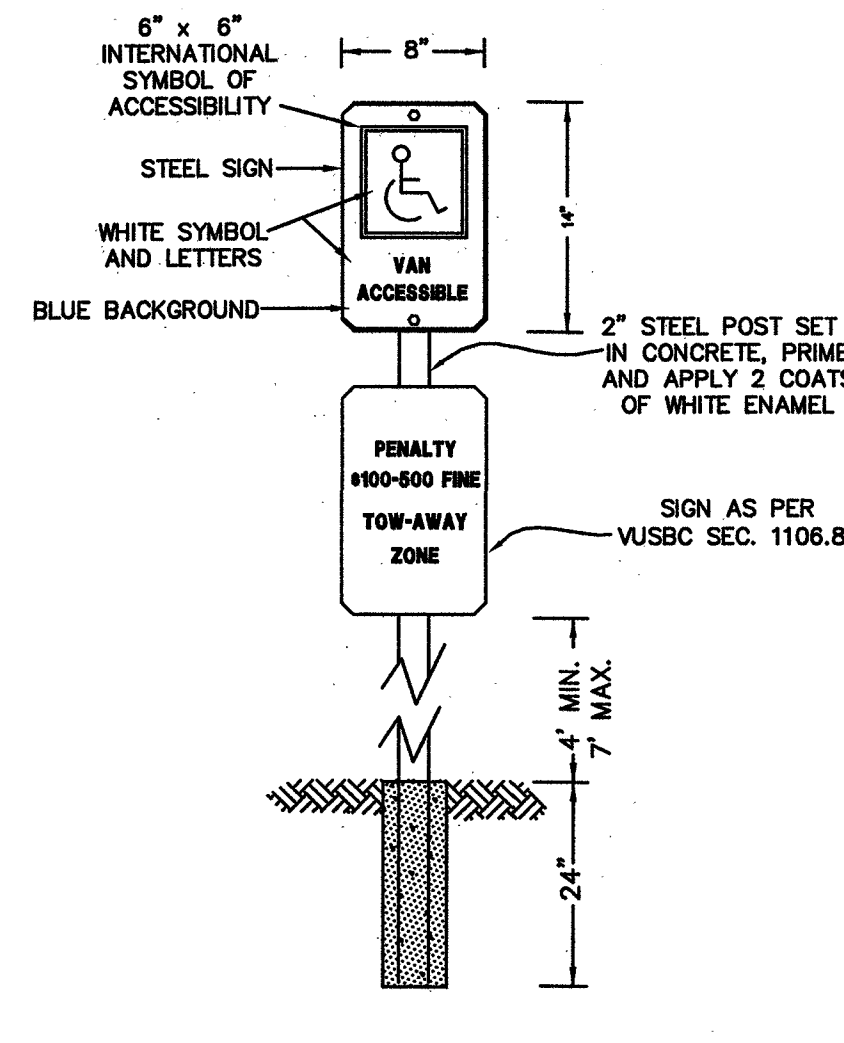 6" x 6"
INTERNATIONAL
SYMBOL OF
ACCESSIBILITY
8"
STEEL SIGN
WHITE SYMBOL
AND LETTERS
BLUE BACKGROUND
VAN
ACCESSIBLE
14"
2" STEEL POST SET
IN CONCRETE, PRIME
AND APPLY 2 COATS
OF WHITE ENAMEL
PENALTY
$100-500 FINE
TOW-AWAY
ZONE
SIGN AS PER
VUSBC SEC. 1106.8
4' MIN.
7' MAX.
24"